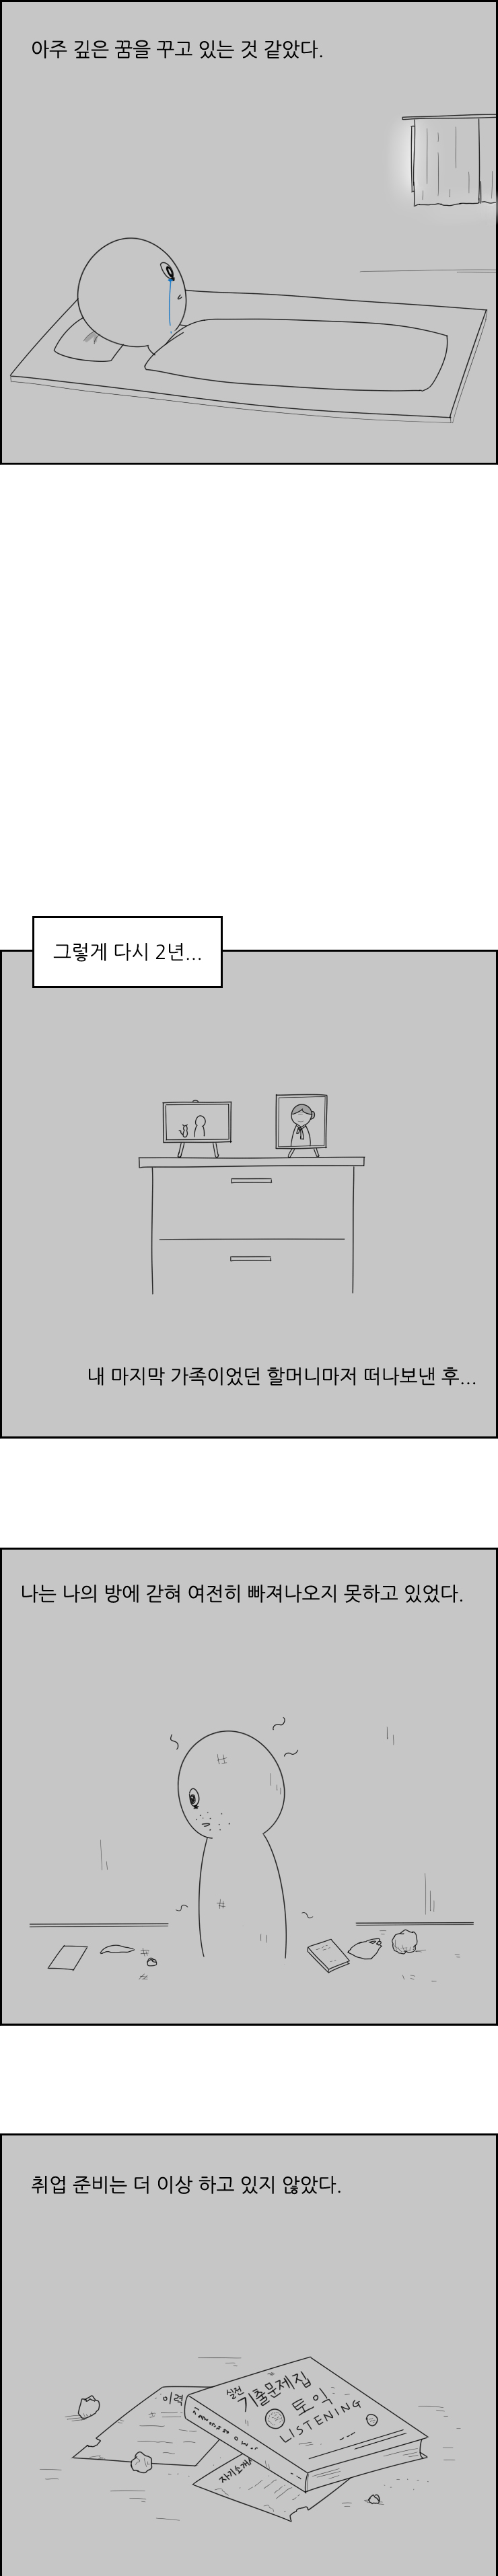 아주 깊은 꿈을 꾸고 있는 것 같았다.
그렇게 다시 2년...
내 마지막 가족이었던 할머니마저 떠나보낸 후...
나는 나의 방에 갇혀 여전히 빠져나오지 못하고 있었다.
취업 준비는 더 이상 하고 있지 않았다.
이력
실전
기출문제집
토익
LISTENING
자기소개